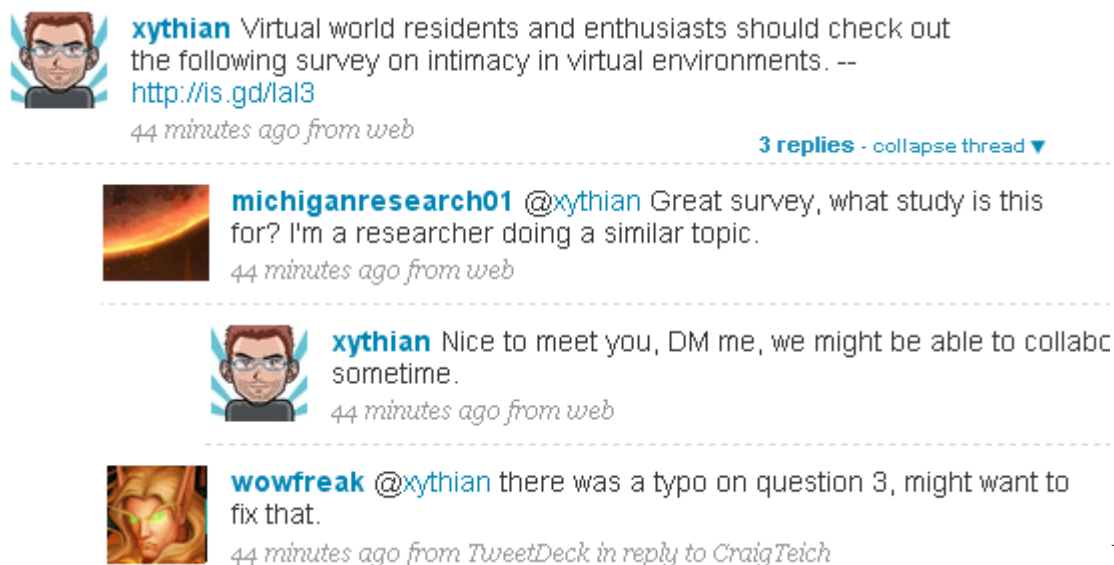 xythian Virtual world residents and enthusiasts should check out
the following survey on intimacy in virtual environments. --
http://is.gd/lal3
44 minutes ago from web
3 replies - collapse thread ▼
michiganresearch01 @xythian Great survey, what study is this
for? I'm a researcher doing a similar topic.
44 minutes ago from web
xythian Nice to meet you, DM me, we might be able to collabo
sometime.
44 minutes ago from web
wowfreak @xythian there was a typo on question 3, might want to
fix that.
44 minutes ago from TweetDeck in reply to CraigTeich